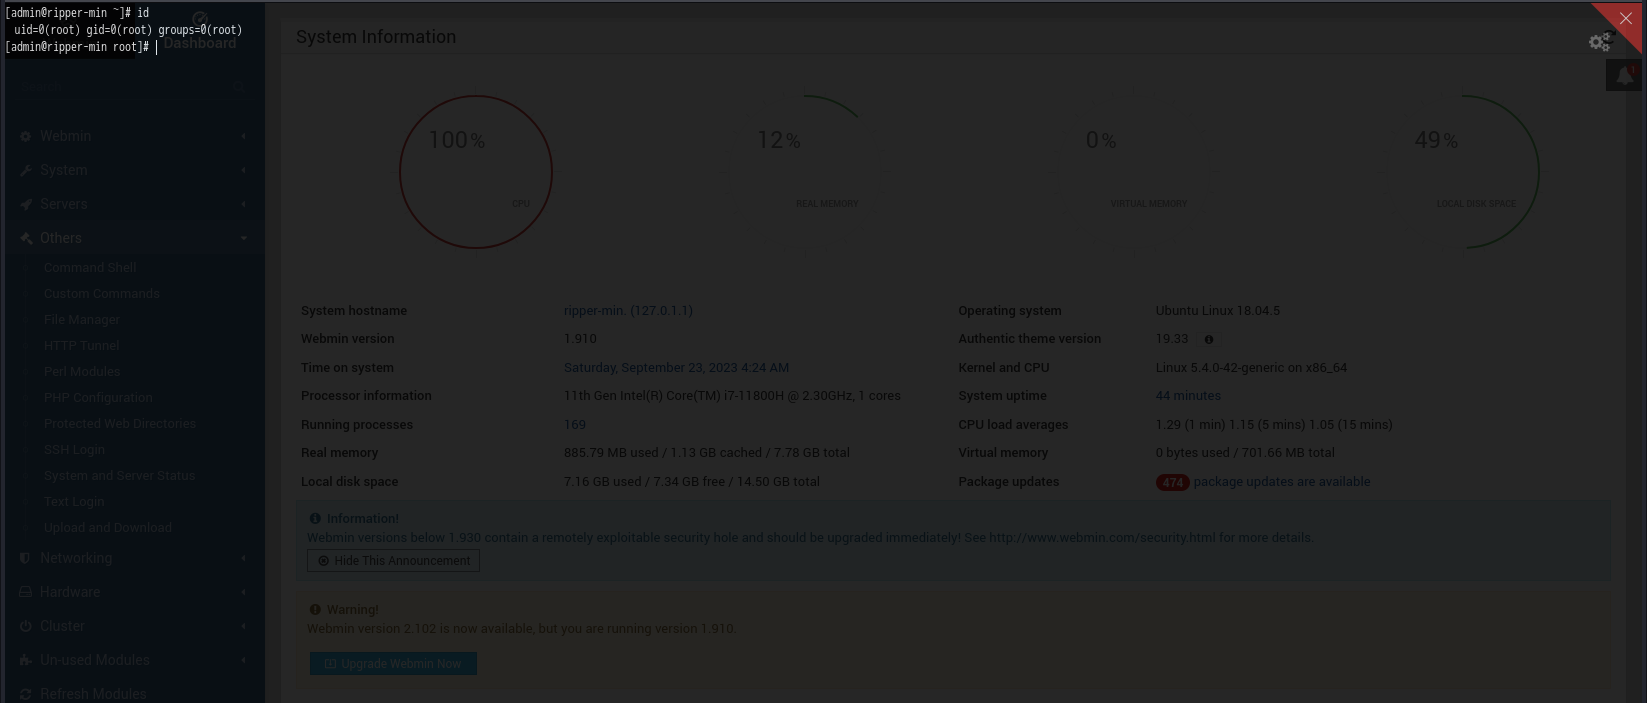 [admin@ripper-min ~]# id
uid=0(root) gid=0(root) groups=0(root)
[admin@ripper-min root]#
Dashboard
Webmin
System
Servers
Others
Command Shell
Custom Commands
File Manager
HTTP Tunnel
Perl Modules
PHP Configuration
Protected Web Directories
SSH Login
System and Server Status
Text Login
Upload and Download
Networking
Hardware
Cluster
Un-used Modules
Refresh Modules
System Information
1
100%
CPU
12%
REAL MEMORY
0%
VIRTUAL MEMORY
49%
LOCAL DISK SPACE
System hostname ripper-min. (127.0.1.1) Operating system Ubuntu Linux 18.04.5
Webmin version 1.910 Authentic theme version 19.33
Time on system Saturday, September 23, 2023 4:24 AM Kernel and CPU Linux 5.4.0-42-generic on x86_64
Processor information 11th Gen Intel(R) Core(TM) i7-11800H @ 2.30GHz, 1 cores System uptime 44 minutes
Running processes 169 CPU load averages 1.29 (1 min) 1.15 (5 mins) 1.05 (15 mins)
Real memory 885.79 MB used / 1.13 GB cached / 7.78 GB total Virtual memory 0 bytes used / 701.66 MB total
Local disk space 7.16 GB used / 7.34 GB free / 14.50 GB total Package updates 474 package updates are available
Information!
Webmin versions below 1.930 contain a remotely exploitable security hole and should be upgraded immediately! See http://www.webmin.com/security.html for more details.
Hide This Announcement
Warning!
Webmin version 2.102 is now available, but you are running version 1.910.
Upgrade Webmin Now